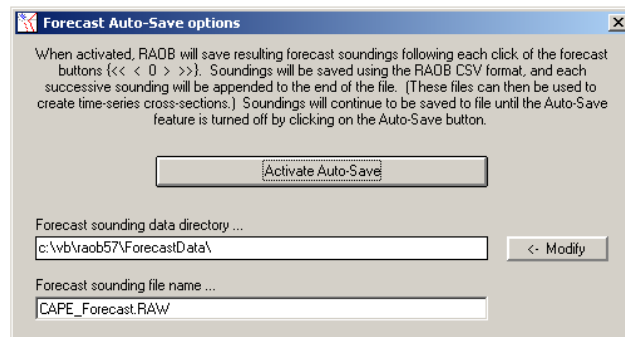 Forecast Auto-Save options
When activated, RAOB will save resulting forecast soundings following each click of the forecast
buttons {<< < 0 > >>}. Soundings will be saved using the RAOB CSV format, and each
successive sounding will be appended to the end of the file. (These files can then be used to
create time-series cross-sections.) Soundings will continue to be saved to file until the Auto-Save
feature is turned off by clicking on the Auto-Save button.
Activate Auto-Save
Forecast sounding data directory ...
c:\vb\raob57\ForecastData\
<- Modify
Forecast sounding file name ...
CAPE_Forecast.RAW